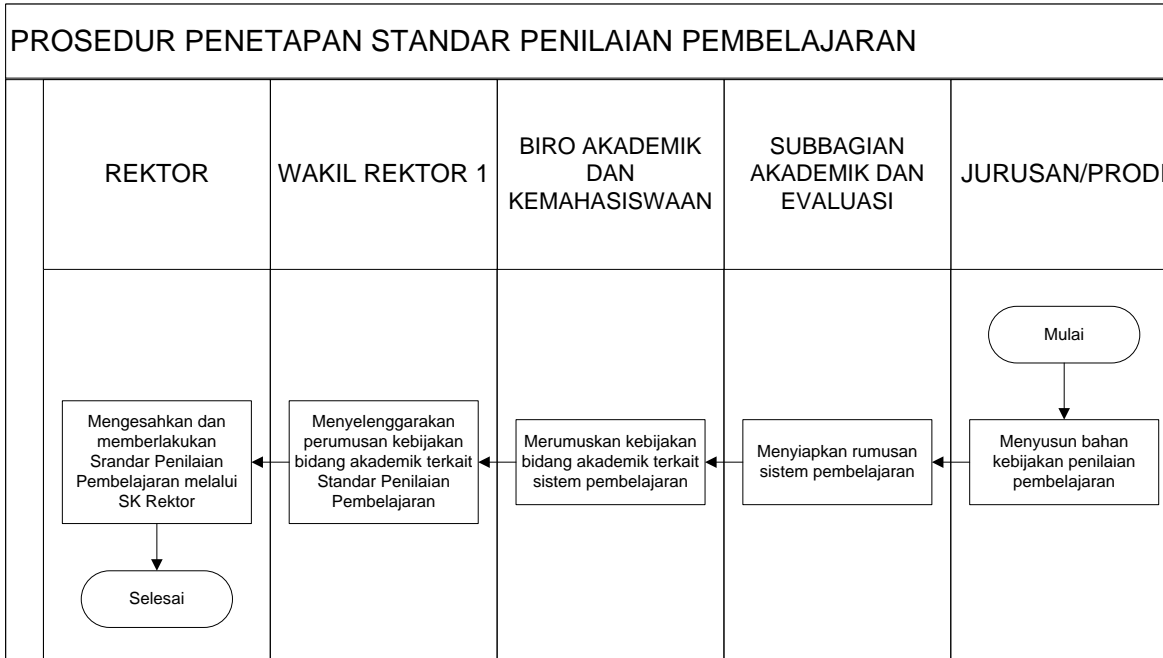 PROSEDUR PENETAPAN STANDAR PENILAIAN PEMBELAJARAN
REKTOR
WAKIL REKTOR 1
BIRO AKADEMIK
DAN
KEMAHASISWAAN
SUBBAGIAN
AKADEMIK DAN
EVALUASI
JURUSAN/PRODI
Mulai
Mengesahkan dan
memberlakukan
Srandar Penilaian
Pembelajaran melalui
SK Rektor
Menyelenggarakan
perumusan kebijakan
bidang akademik terkait
Standar Penilaian
Pembelajaran
Merumuskan kebijakan
bidang akademik terkait
sistem pembelajaran
Menyiapkan rumusan
sistem pembelajaran
Menyusun bahan
kebijakan penilaian
pembelajaran
Selesai